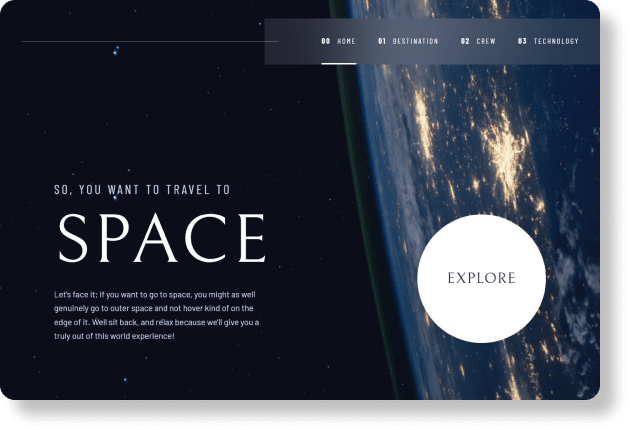 00 HOME 01 DESTINATION 02 CREW 03 TECHNOLOGY
SO, YOU WANT TO TRAVEL TO
SPACE
Let's face it; if you want to go to space, you might as well
genuinely go to outer space and not hover kind of on the
edge of it. Well sit back, and relax because we'll give you a
truly out of this world experience!
EXPLORE